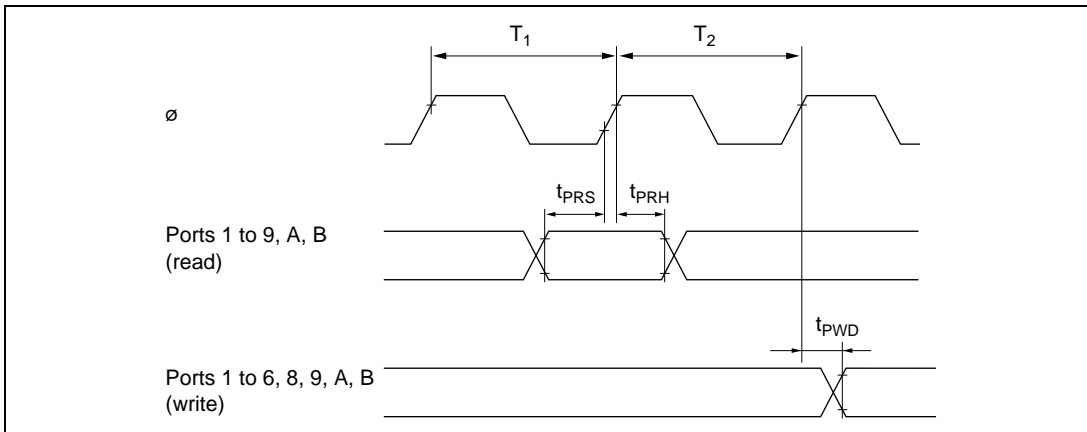 T1
T2
ø
tPRS
tPRH
Ports 1 to 9, A, B
(read)
tPWD
Ports 1 to 6, 8, 9, A, B
(write)